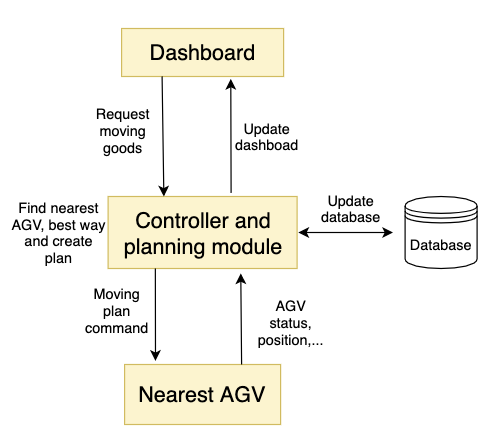 Dashboard
Request
moving
goods
Update
dashboad
Find nearest
AGV, best way
and create
plan
Controller and
planning module
Update
database
Database
Moving
plan
command
AGV
status,
position,...
Nearest AGV